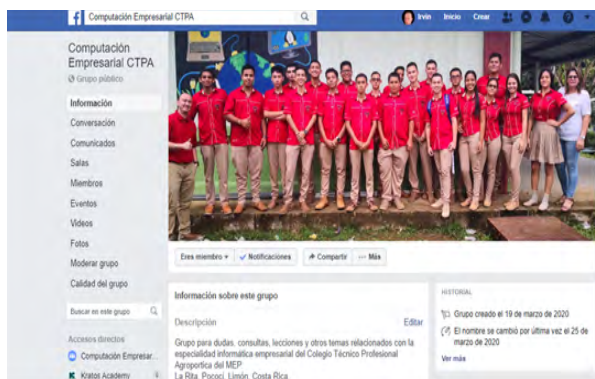 Computación Empresarial CTPA
Irvin Inicio Crear
Computación
Empresarial CTPA
Grupo público
Información
Conversación
Comunicados
Salas
Miembros
Eventos
Videos
Fotos
Moderar grupo
Calidad del grupo
Buscar en este grupo
Accesos directos
Computación Empresar...
Kratos Academy
Eres miembro Notificaciones Compartir ... Más
Información sobre este grupo
Descripción Editar
Grupo para dudas, consultas, lecciones y otros temas relacionados con la
especialidad informática empresarial del Colegio Técnico Profesional
Agroportica del MEP
La Rita, Pococí, Limón, Costa Rica
HISTORIAL
Grupo creado el 19 de marzo de 2020
El nombre se cambió por última vez el 25 de
marzo de 2020
Ver más